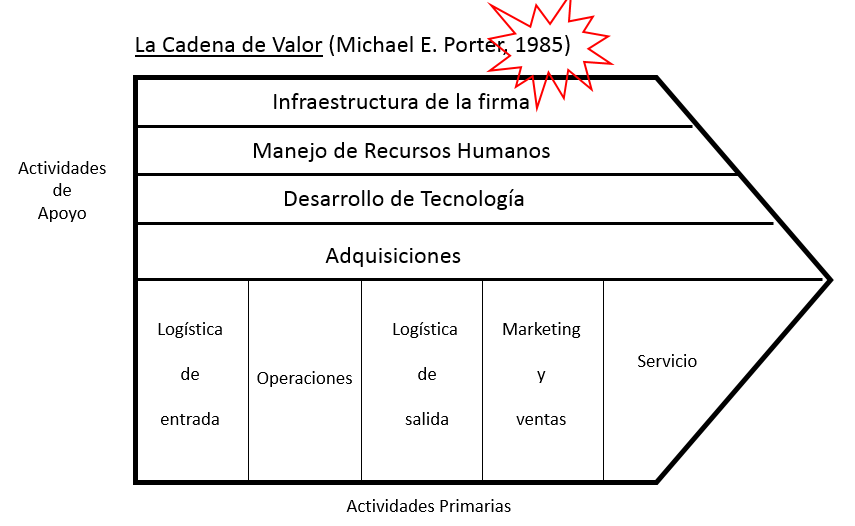 La Cadena de Valor (Michael E. Porter, 1985)
Infraestructura de la firma
Manejo de Recursos Humanos
Desarrollo de Tecnología
Adquisiciones
Actividades
de
Apoyo
Logística
de
entrada
Operaciones
Logística
de
salida
Marketing
y
ventas
Servicio
Actividades Primarias